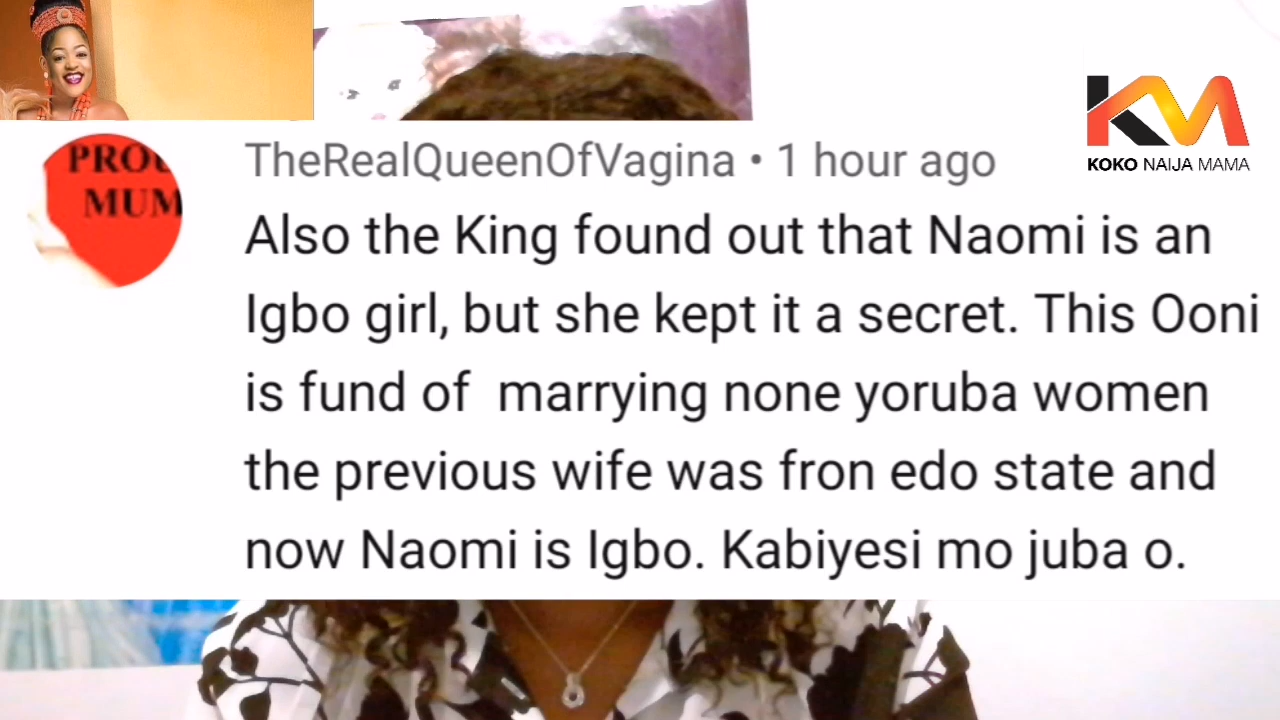 KM
KOKO NAIJA MAMA
PROU
MUM
TheRealQueenOfVagina • 1 hour ago
Also the King found out that Naomi is an
Igbo girl, but she kept it a secret. This Ooni
is fund of  marrying none yoruba women
the previous wife was fron edo state and
now Naomi is Igbo. Kabiyesi mo juba o.